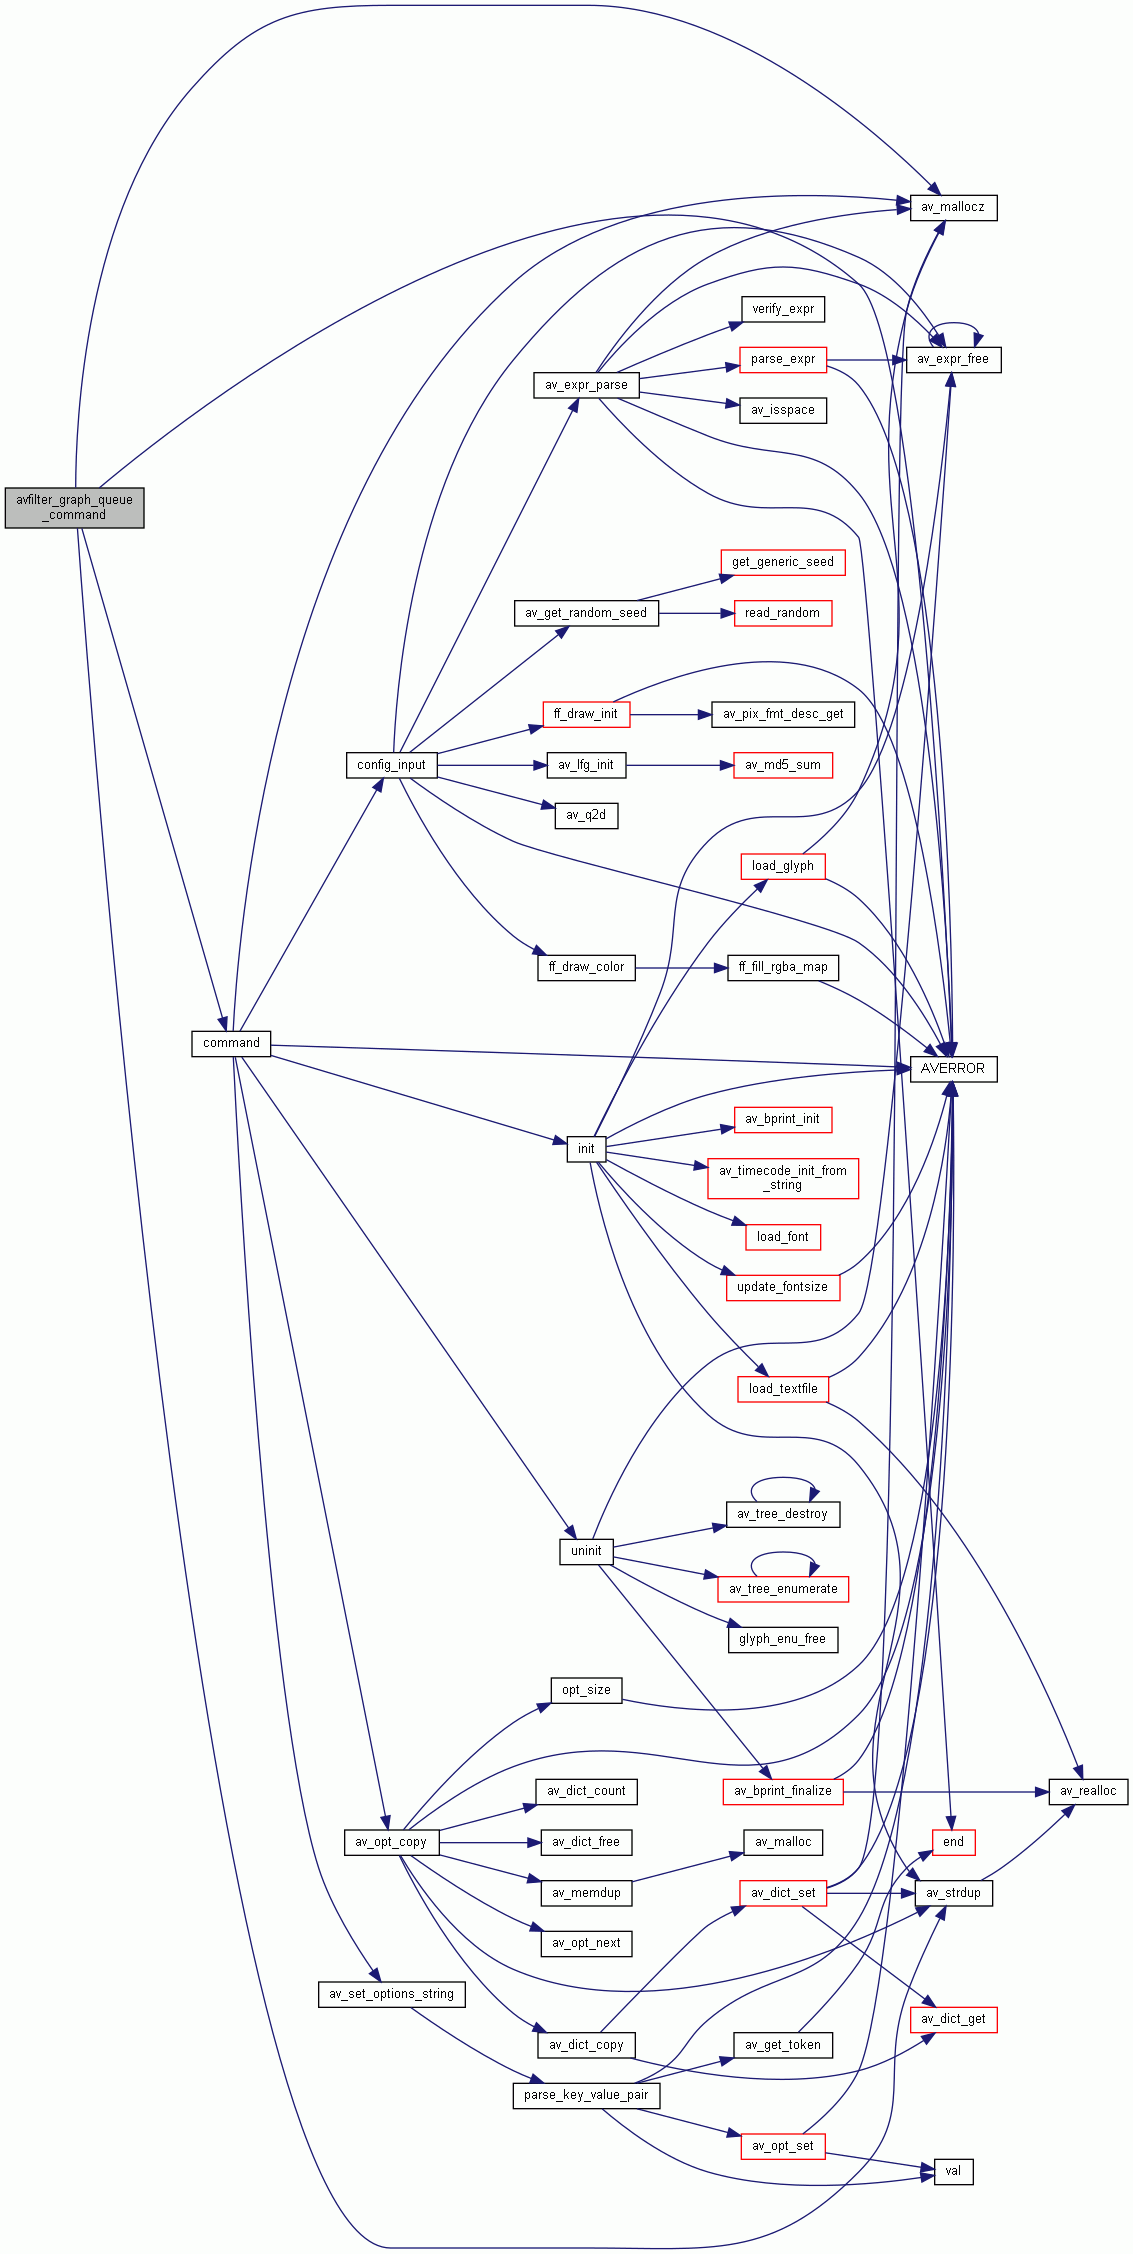 av_mallocz
verify_expr
parse_expr
av_expr_free
av_expr_parse
av_isspace
avfilter_graph_queue
_command
get_generic_seed
av_get_random_seed
read_random
ff_draw_init
av_pix_fmt_desc_get
config_input
av_lfg_init
av_md5_sum
av_q2d
load_glyph
ff_draw_color
ff_fill_rgba_map
command
AVERROR
av_bprint_init
init
av_timecode_init_from
_string
load_font
update_fontsize
load_textfile
av_tree_destroy
uninit
av_tree_enumerate
glyph_enu_free
opt_size
av_dict_count
av_bprint_finalize
av_realloc
av_opt_copy
av_dict_free
av_malloc
end
av_memdup
av_dict_set
av_strdup
av_opt_next
av_set_options_string
av_dict_get
av_dict_copy
av_get_token
parse_key_value_pair
av_opt_set
val